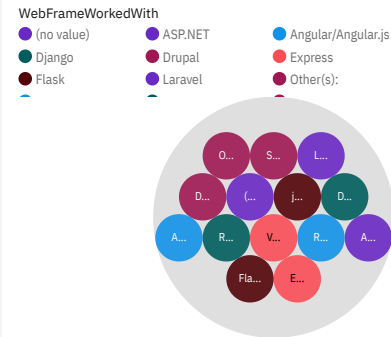 WebFrameWorkedWith
(no value) ASP.NET Angular/Angular.js
Django Drupal Express
Flask Laravel Other(s):
O... S... L...
D... (... j... D...
A... R... V... R... A...
Fla... E...